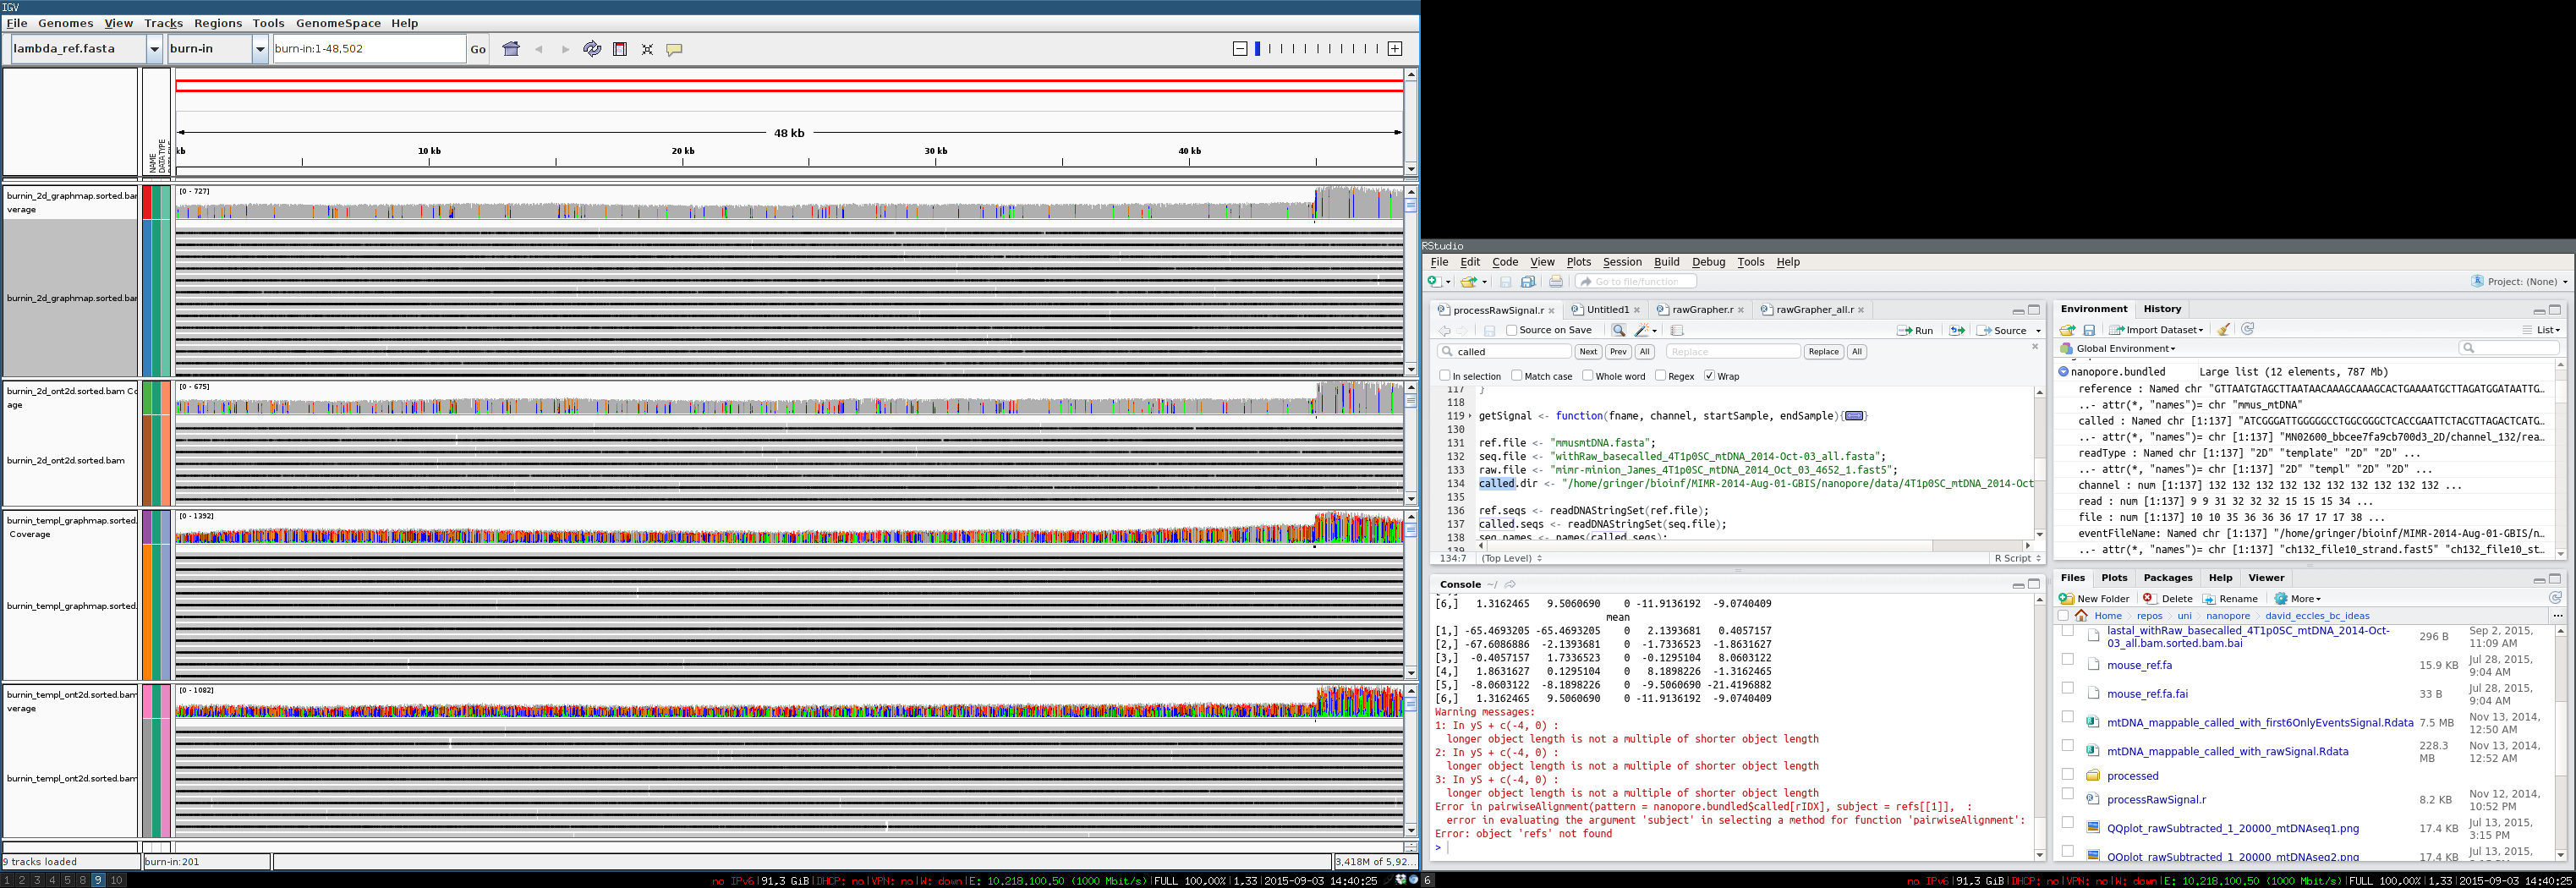 IGV
File Genomes View Tracks Regions Tools GenomeSpace Help
lambda_ref.fasta burn-in burn-in:1-48,502 Go
NAME
DATA TYPE
48 kb
kb 10 kb 20 kb 30 kb 40 kb
burnin_2d_graphmap.sorted.bar
verage
[0 - 727]
burnin_2d_graphmap.sorted.bar
burnin_2d_ont2d.sorted.bam Co
age
[0 - 675]
burnin_2d_ont2d.sorted.bam
burnin_templ_graphmap.sorted.
Coverage
[0 - 1392]
burnin_templ_graphmap.sorted.
burnin_templ_ont2d.sorted.bam
verage
[0 - 1082]
burnin_templ_ont2d.sorted.bam
9 tracks loaded burn-in:201 3,418M of 5,92...
1 2 3 4 5 8 9 10
no IPv6|91,3 GiB|DHCP: no|VPN: no|W: down|E: 10.218.100.50 (1000 Mbit/s)|FULL 100,00%|1,33|2015-09-03 14:40:25
RStudio
File Edit Code View Plots Session Build Debug Tools Help
Go to file/function
Project: (None)
processRawSignal.r Untitled1 rawGrapher.r rawGrapher_all.r
Source on Save Run Source
called Next Prev All Replace Replace All
In selection Match case Whole word Regex Wrap
117 }
118
119 getSignal <- function(fname, channel, startSample, endSample){
130
131 ref.file <- "mmusmtDNA.fasta";
132 seq.file <- "withRaw_basecalled_4T1p0SC_mtDNA_2014-Oct-03_all.fasta";
133 raw.file <- "mimr-minion_James_4T1p0SC_mtDNA_2014_Oct_03_4652_1.fast5";
134 called.dir <- "/home/gringer/bioinf/MIMR-2014-Aug-01-GBIS/nanopore/data/4T1p0SC_mtDNA_2014-Oct
135
136 ref.seqs <- readDNAStringSet(ref.file);
137 called.seqs <- readDNAStringSet(seq.file);
138 seq.names <- names(called.seqs);
139
134:7 (Top Level) R Script
Console ~/
[6,] 1.3162465 9.5060690 0 -11.9136192 -9.0740409
mean
[1,] -65.4693205 -65.4693205 0 2.1393681 0.4057157
[2,] -67.6086886 -2.1393681 0 -1.7336523 -1.8631627
[3,] -0.4057157 1.7336523 0 -0.1295104 8.0603122
[4,] 1.8631627 0.1295104 0 8.1898226 -1.3162465
[5,] -8.0603122 -8.1898226 0 -9.5060690 -21.4196882
[6,] 1.3162465 9.5060690 0 -11.9136192 -9.0740409
Warning messages:
1: In yS + c(-4, 0) :
longer object length is not a multiple of shorter object length
2: In yS + c(-4, 0) :
longer object length is not a multiple of shorter object length
3: In yS + c(-4, 0) :
longer object length is not a multiple of shorter object length
Error in pairwiseAlignment(pattern = nanopore.bundled$called[rIDX], subject = refs[[1]], :
error in evaluating the argument 'subject' in selecting a method for function 'pairwiseAlignment':
Error: object 'refs' not found
>
Environment History
Import Dataset List
Global Environment
nanopore.bundled Large list (12 elements, 787 Mb)
reference : Named chr "GTTAATGTAGCTTAATAACAAAGCAAAGCACTGAAAATGCTTAGATGGATAATTG…
..- attr(*, "names")= chr "mmus_mtDNA"
called : Named chr [1:137] "ATCGGGATTGGGGGCCTGGCGGGCTCACCGAATTCTACGTTAGACTCATG…
..- attr(*, "names")= chr [1:137] "MN02600_bbcee7fa9cb700d3_2D/channel_132/rea…
readType : Named chr [1:137] "2D" "template" "2D" "2D" ...
..- attr(*, "names")= chr [1:137] "2D" "templ" "2D" "2D" ...
channel : num [1:137] 132 132 132 132 132 132 132 132 132 132 ...
read : num [1:137] 9 9 31 32 32 32 15 15 15 34 ...
file : num [1:137] 10 10 35 36 36 36 17 17 17 38 ...
eventFileName: Named chr [1:137] "/home/gringer/bioinf/MIMR-2014-Aug-01-GBIS/n…
..- attr(*, "names")= chr [1:137] "ch132_file10_strand.fast5" "ch132_file10_st…
Files Plots Packages Help Viewer
New Folder Delete Rename More
Home repos uni nanopore david_eccles_bc_ideas ...
lastal_withRaw_basecalled_4T1p0SC_mtDNA_2014-Oct-03_all.bam.sorted.bam.bai 296 B Sep 2, 2015, 11:09 AM
mouse_ref.fa 15.9 KB Jul 28, 2015, 9:04 AM
mouse_ref.fa.fai 33 B Jul 28, 2015, 9:04 AM
mtDNA_mappable_called_with_first6OnlyEventsSignal.Rdata 7.5 MB Nov 13, 2014, 12:50 AM
mtDNA_mappable_called_with_rawSignal.Rdata 228.3 MB Nov 13, 2014, 12:52 AM
processed
processRawSignal.r 8.2 KB Nov 12, 2014, 10:52 PM
QQplot_rawSubtracted_1_20000_mtDNAseq1.png 17.4 KB Jul 13, 2015, 3:15 PM
QQplot_rawSubtracted_1_20000_mtDNAseq2.png 17.4 KB Jul 13, 2015,
6
no IPv6|91,3 GiB|DHCP: no|VPN: no|W: down|E: 10.218.100.50 (1000 Mbit/s)|FULL 100,00%|1,33|2015-09-03 14:40:25